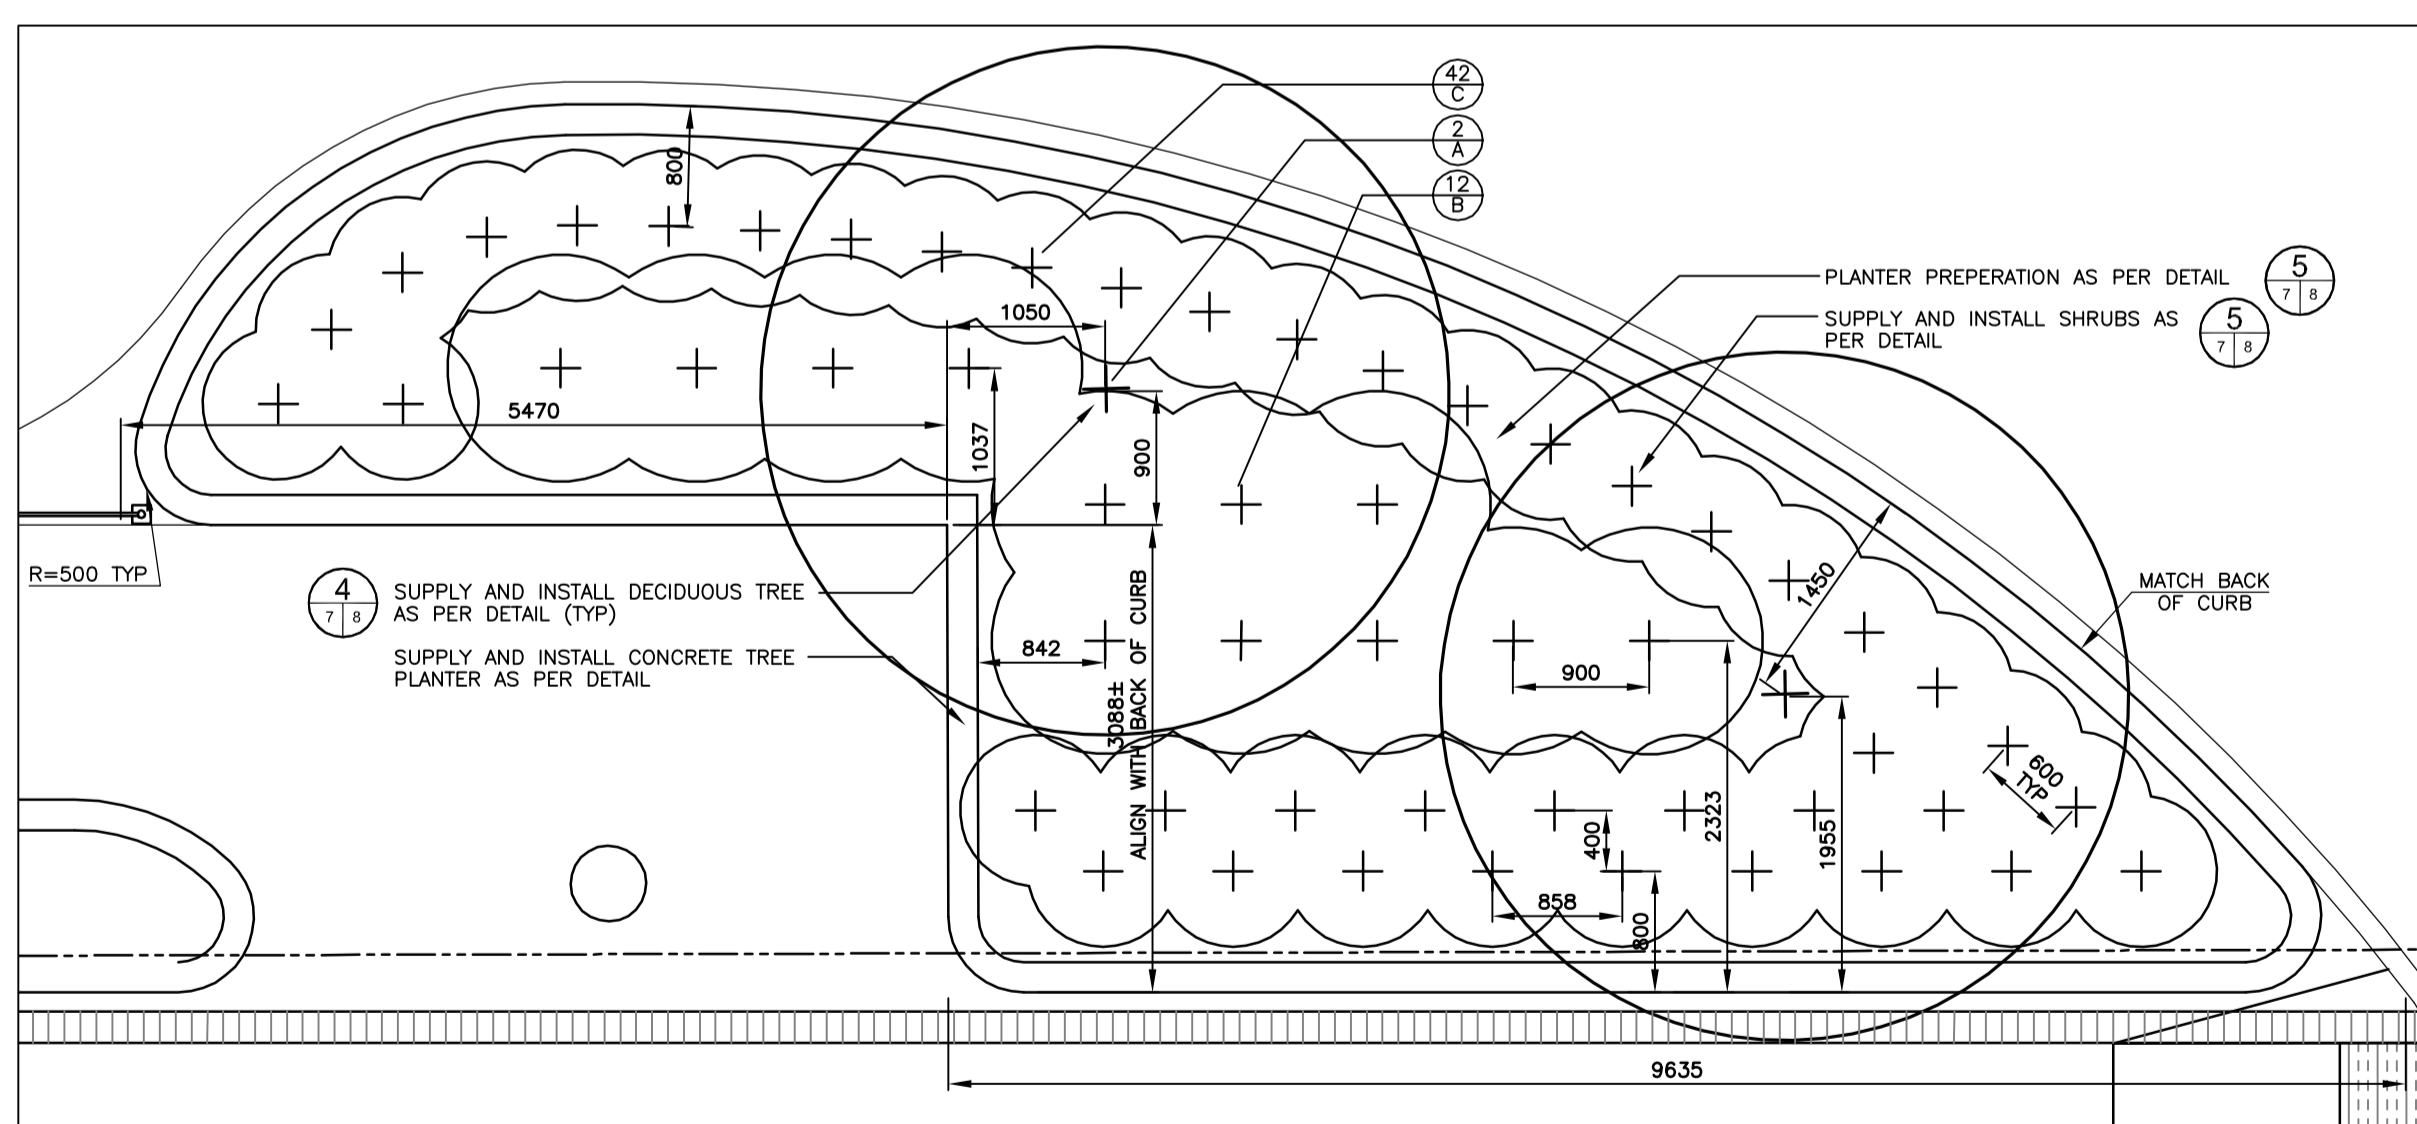 42
C
2
A
12
B
800
1050
PLANTER PREPERATION AS PER DETAIL
5
7 8
SUPPLY AND INSTALL SHRUBS AS
PER DETAIL
5
7 8
5470
1037
900
R=500 TYP
4
7 8
SUPPLY AND INSTALL DECIDUOUS TREE
AS PER DETAIL (TYP)
SUPPLY AND INSTALL CONCRETE TREE
PLANTER AS PER DETAIL
842
3088±
ALIGN WITH BACK OF CURB
900
1450
MATCH BACK
OF CURB
600
TYP
2323
1955
400
858
800
9635